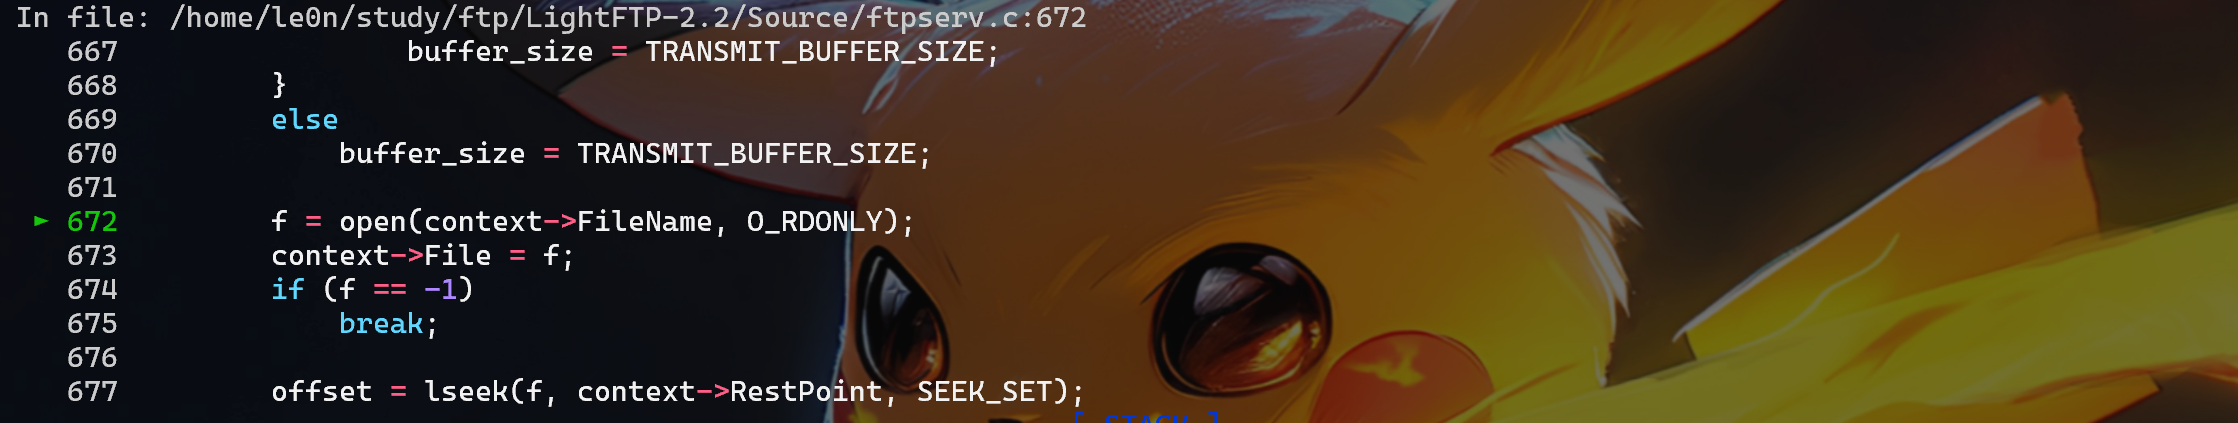 In file: /home/le0n/study/ftp/LightFTP-2.2/Source/ftpserv.c:672
667 buffer_size = TRANSMIT_BUFFER_SIZE;
668 }
669 else
670 buffer_size = TRANSMIT_BUFFER_SIZE;
671
► 672 f = open(context->FileName, O_RDONLY);
673 context->File = f;
674 if (f == -1)
675 break;
676
677 offset = lseek(f, context->RestPoint, SEEK_SET);
[ STACK ]